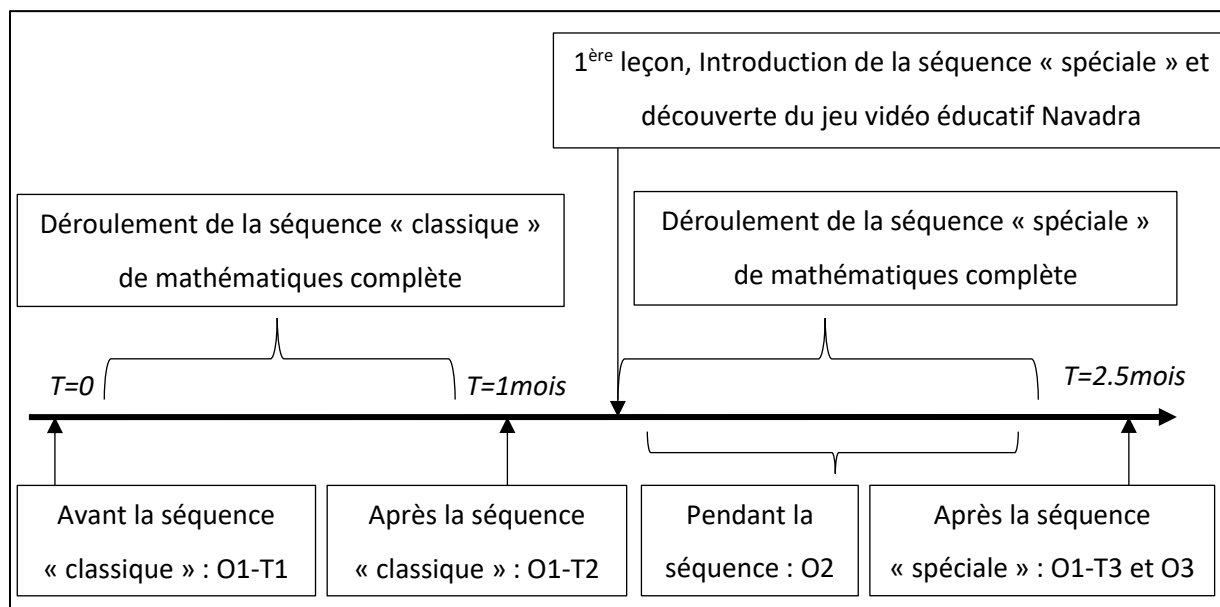 1ère leçon, Introduction de la séquence « spéciale » et
découverte du jeu vidéo éducatif Navadra
Déroulement de la séquence « classique »
de mathématiques complète
Déroulement de la séquence « spéciale »
de mathématiques complète
T=0
T=1mois
T=2.5mois
Avant la séquence
« classique » : O1-T1
Après la séquence
« classique » : O1-T2
Pendant la
séquence : O2
Après la séquence
« spéciale » : O1-T3 et O3